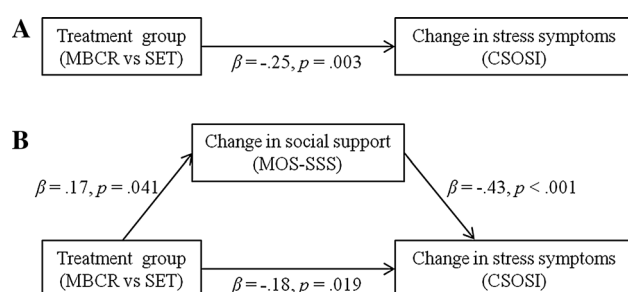 A
Treatment group
(MBCR vs SET)
β = -.25, p = .003
Change in stress symptoms
(CSOSI)
B
Change in social support
(MOS-SSS)
β = .17, p = .041
β = -.43, p < .001
Treatment group
(MBCR vs SET)
β = -.18, p = .019
Change in stress symptoms
(CSOSI)